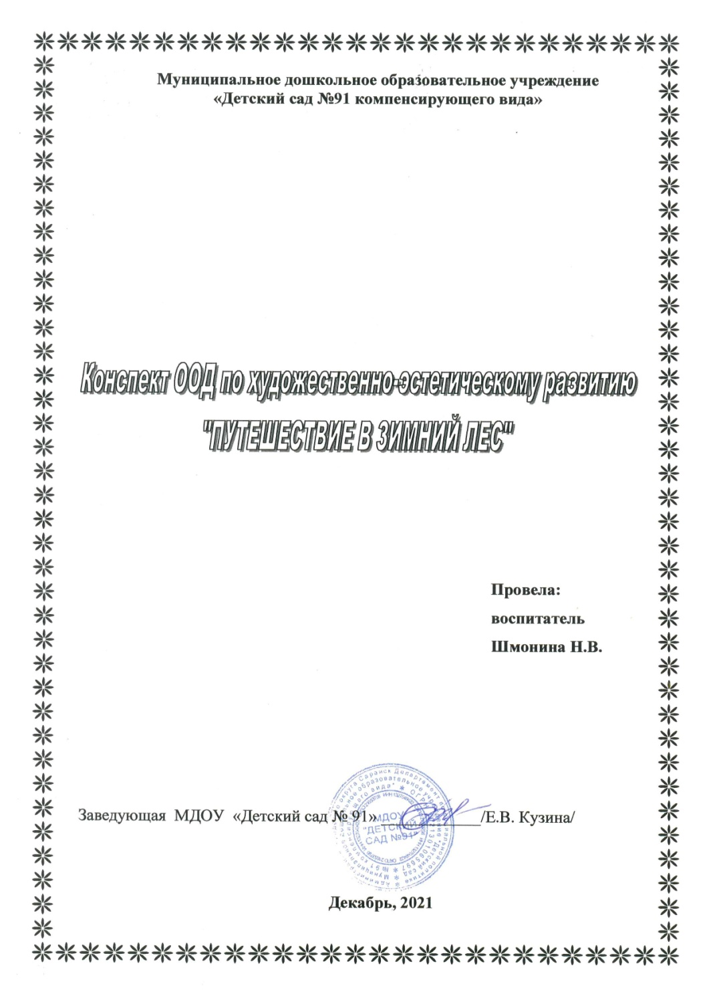 Муниципальное дошкольное образовательное учреждение
«Детский сад №91 компенсирующего вида»
Конспект ООД по художественно-эстетическому развитию
"ПУТЕШЕСТВИЕ В ЗИМНИЙ ЛЕС"
Провела:
воспитатель
Шмонина Н.В.
Заведующая МДОУ «Детский сад № 91»____________/Е.В. Кузина/
МДОУ
"ДЕТСКИЙ
САД №91"
Декабрь, 2021